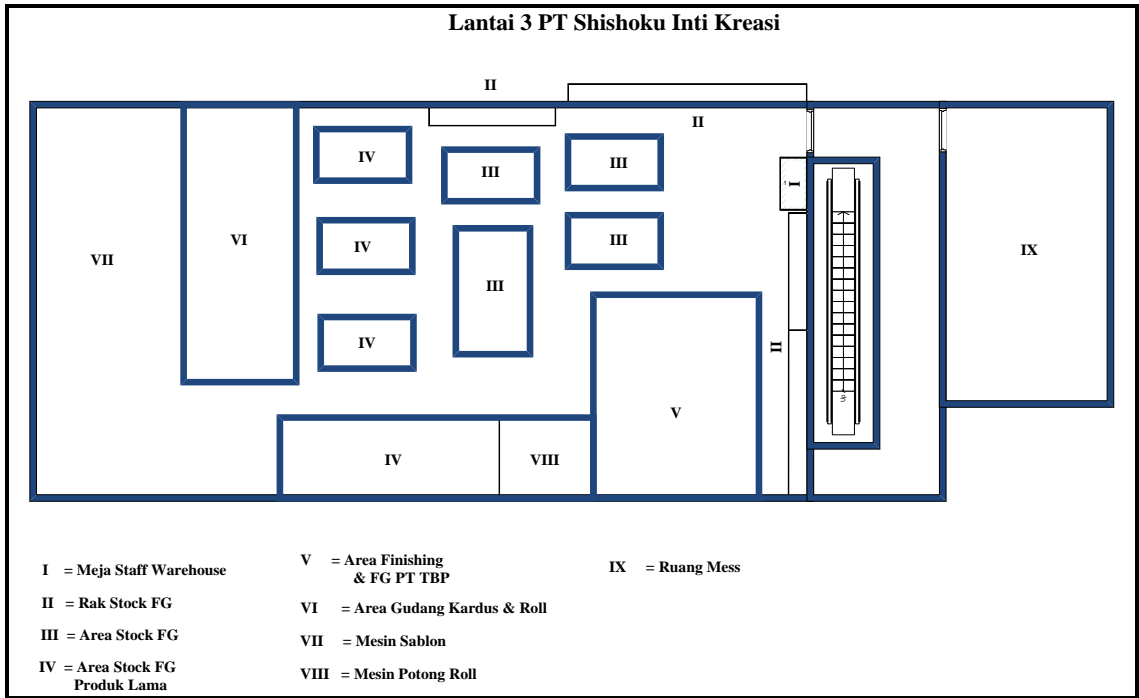 Lantai 3 PT Shishoku Inti Kreasi
II
II
IV
III
III
I
IV
III
VI
VII
III
IX
IV
II
V
IV
VIII
I = Meja Staff Warehouse
II = Rak Stock FG
III = Area Stock FG
IV = Area Stock FG
Produk Lama
V = Area Finishing
& FG PT TBP
VI = Area Gudang Kardus & Roll
VII = Mesin Sablon
VIII = Mesin Potong Roll
IX = Ruang Mess